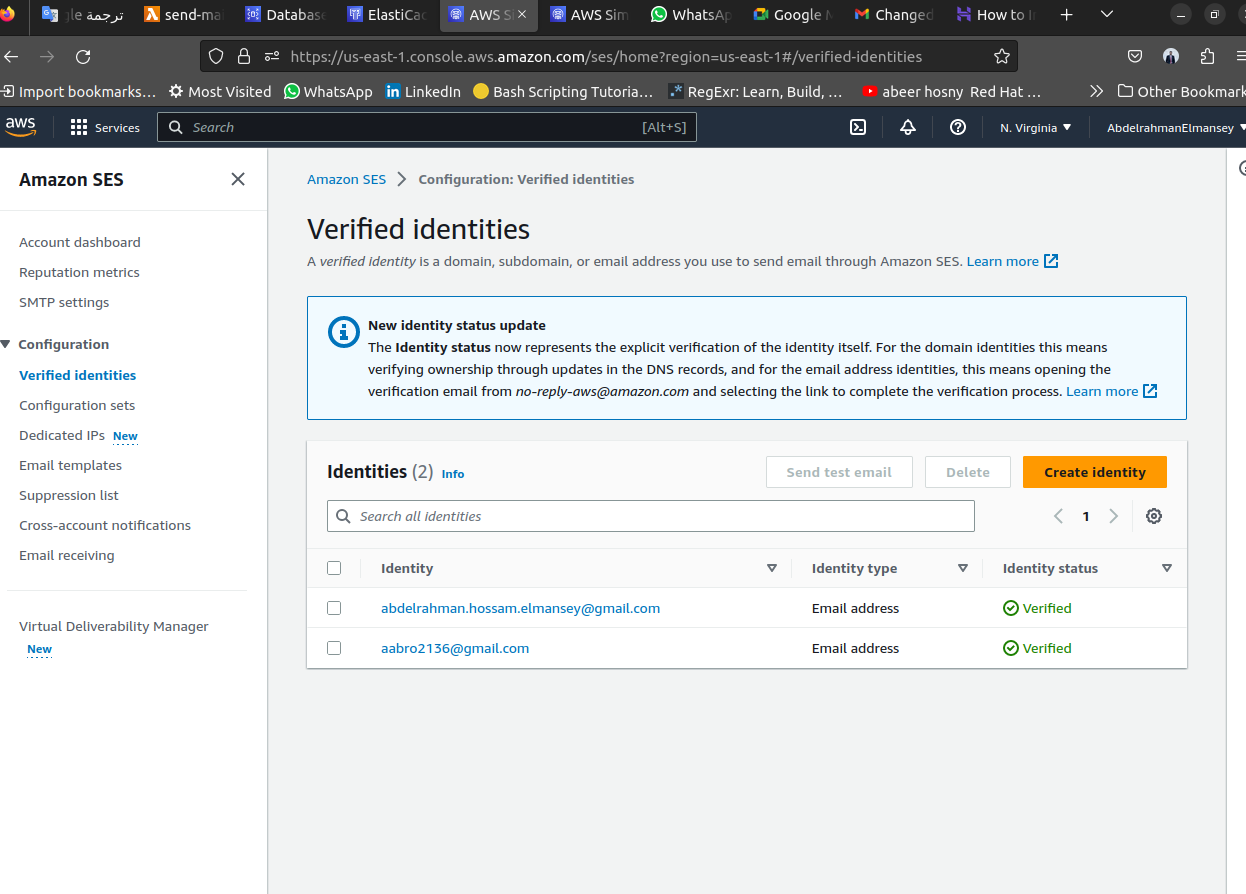 ترجمة gle
send-ma
Database
ElastiCac
AWS Si
AWS Sim
WhatsAp
Google M
Changed
How to I
https://us-east-1.console.aws.amazon.com/ses/home?region=us-east-1#/verified-identities
Import bookmarks...
Most Visited
WhatsApp
LinkedIn
Bash Scripting Tutoria...
RegExr: Learn, Build, ...
abeer hosny Red Hat ...
Other Bookmark
aws
Services
Search
[Alt+S]
N. Virginia
AbdelrahmanElmansey
Amazon SES
Account dashboard
Reputation metrics
SMTP settings
Configuration
Verified identities
Configuration sets
Dedicated IPs New
Email templates
Suppression list
Cross-account notifications
Email receiving
Virtual Deliverability Manager
New
Amazon SES
Configuration: Verified identities
Verified identities
A verified identity is a domain, subdomain, or email address you use to send email through Amazon SES. Learn more
New identity status update
The Identity status now represents the explicit verification of the identity itself. For the domain identities this means
verifying ownership through updates in the DNS records, and for the email address identities, this means opening the
verification email from no-reply-aws@amazon.com and selecting the link to complete the verification process. Learn more
Identities (2) Info
Send test email
Delete
Create identity
Search all identities
1
Identity
Identity type
Identity status
abdelrahman.hossam.elmansey@gmail.com
Email address
Verified
aabro2136@gmail.com
Email address
Verified